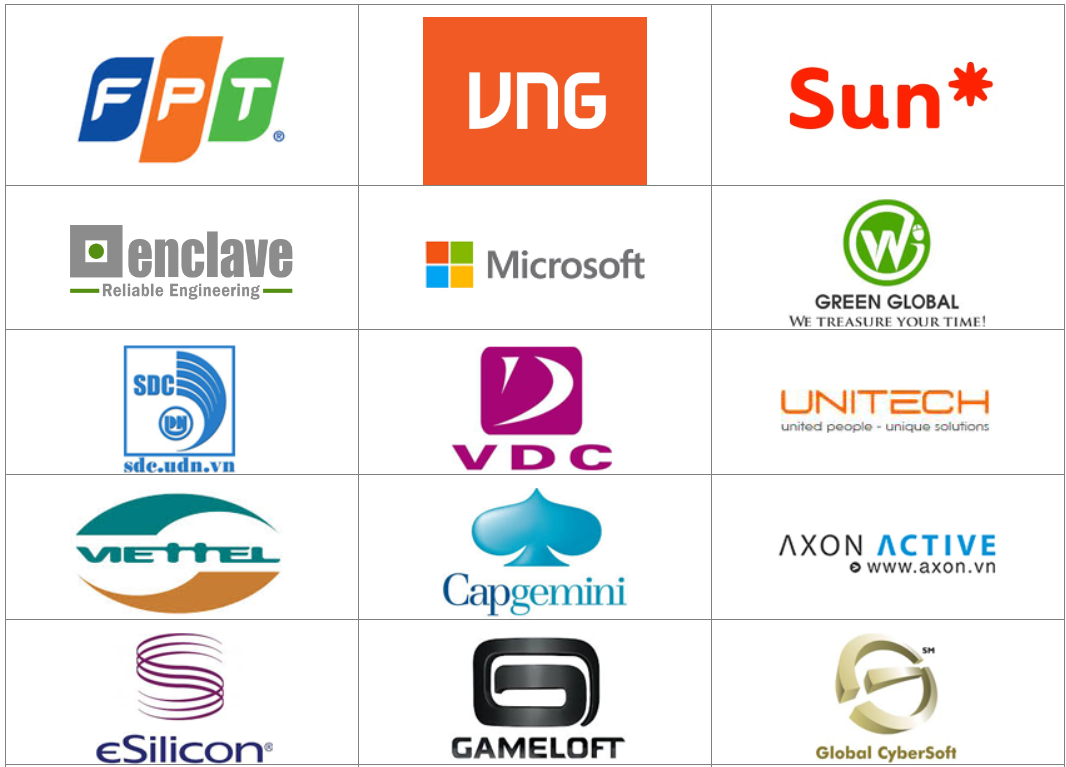 FPT®
VNG
Sun*
enclave
Reliable Engineering
Microsoft
GREEN GLOBAL
WE TREASURE YOUR TIME!
SDC
ĐN
sdc.udn.vn
VDC
UNITECH
united people - unique solutions
VIETTEL
Capgemini
AXON ACTIVE
www.axon.vn
eSilicon®
GAMELOFT
SM
Global CyberSoft